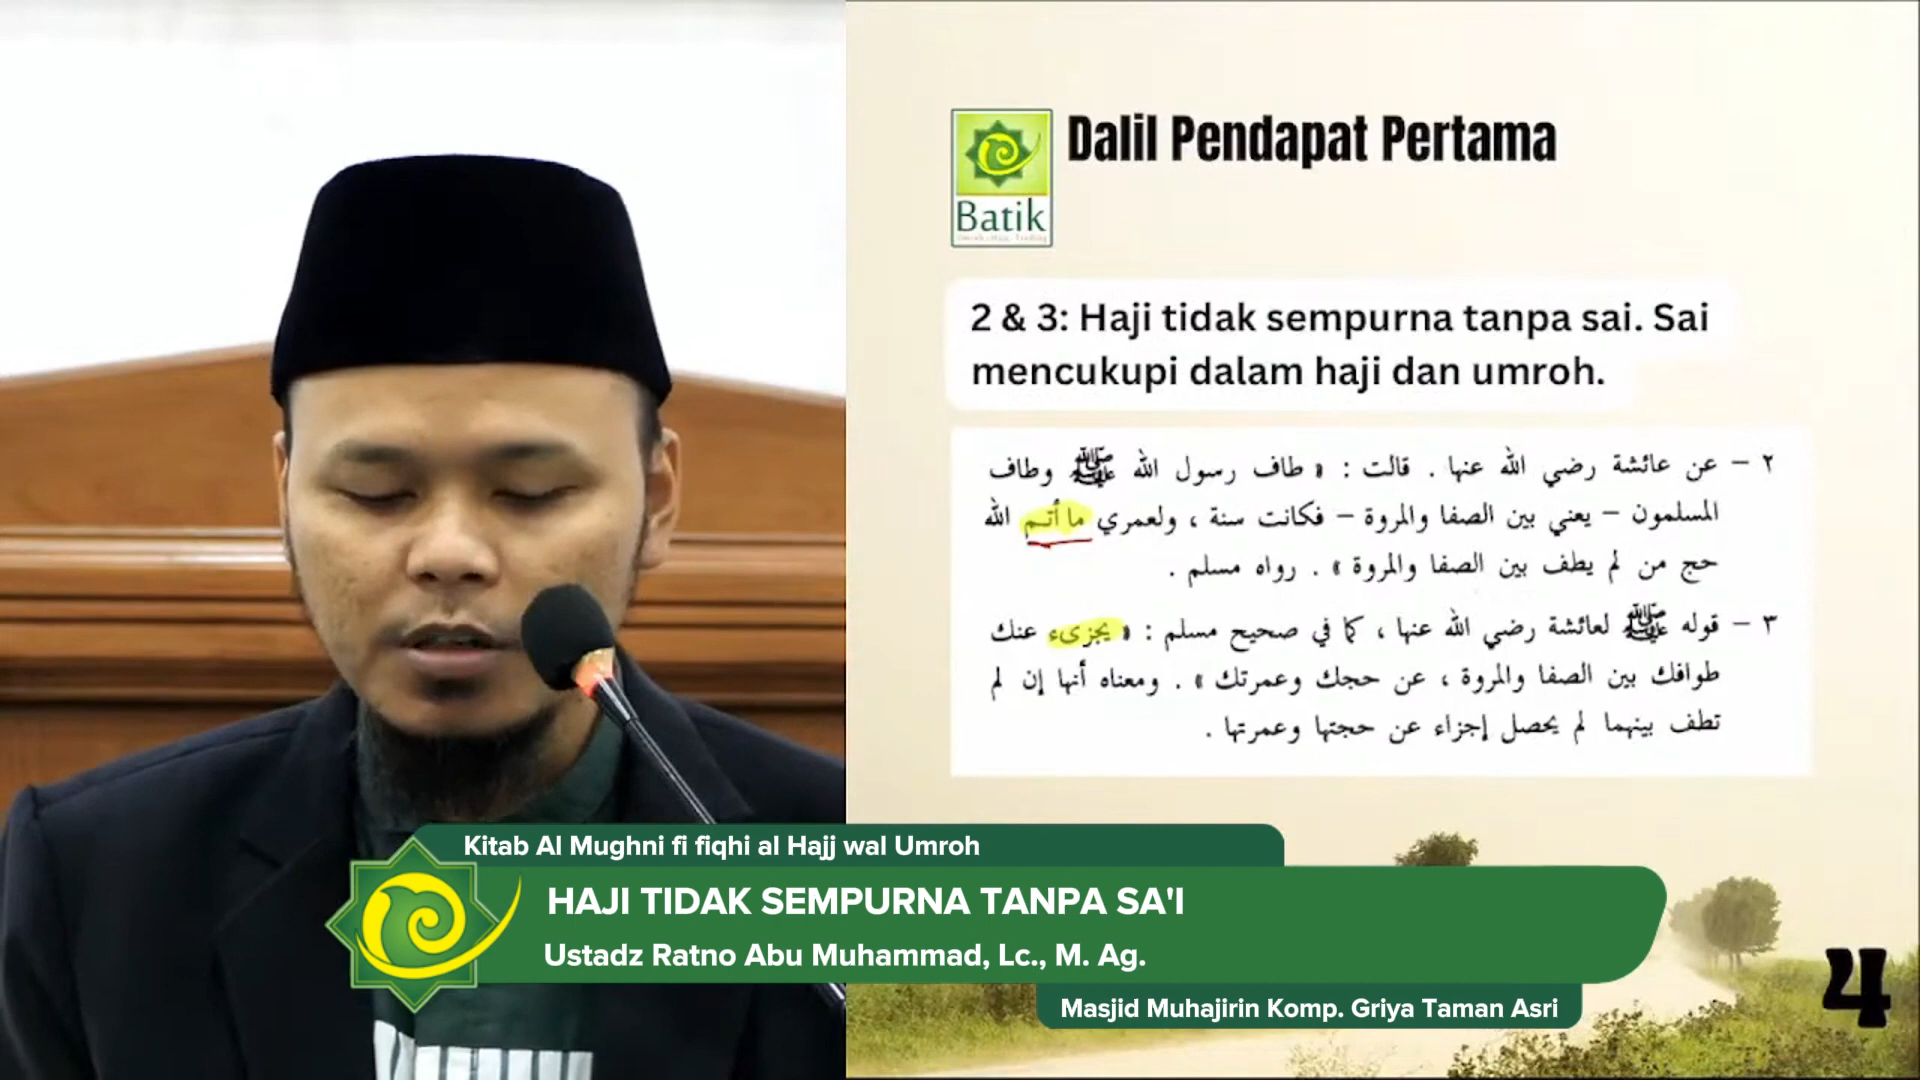 Dalil Pendapat Pertama
Batik
2 & 3: Haji tidak sempurna tanpa sai. Sai
mencukupi dalam haji dan umroh.
٢ – عن عائشة رضي الله عنها . قالت : « طاف رسول الله ﷺ وطاف
المسلمون – يعني بين الصفا والمروة – فكانت سنة ، ولعمري ما أتم الله
حج من لم يطف بين الصفا والمروة » . رواه مسلم .
٣ – قوله ﷺ لعائشة رضي الله عنها ، كما في صحيح مسلم : « يجزىء عنك
طوافك بين الصفا والمروة ، عن حجك وعمرتك » . ومعناه أنها إن لم
تطف بينهما لم يحصل إجزاء عن حجتها وعمرتها .
Kitab Al Mughni fi fiqhi al Hajj wal Umroh
HAJI TIDAK SEMPURNA TANPA SA'I
Ustadz Ratno Abu Muhammad, Lc., M. Ag.
Masjid Muhajirin Komp. Griya Taman Asri
4